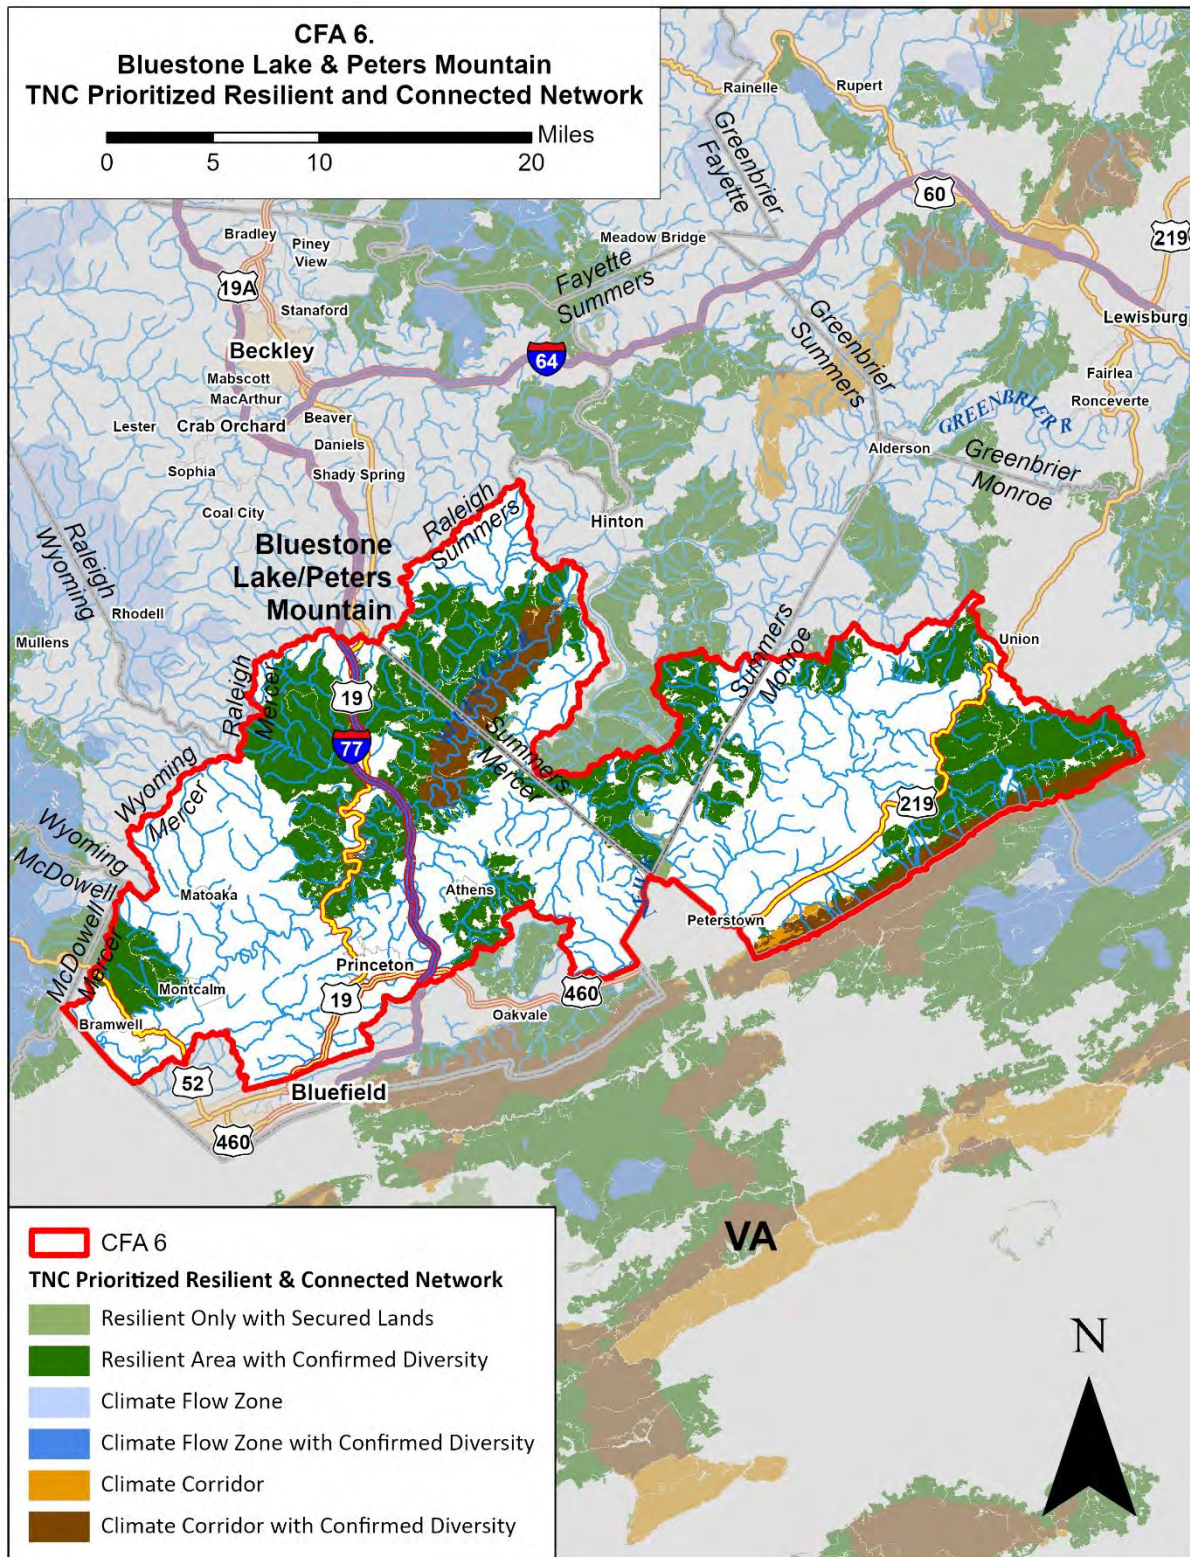 CFA 6.
Bluestone Lake & Peters Mountain
TNC Prioritized Resilient and Connected Network
Miles
0 5 10 20
Rainelle
Rupert
Greenbrier
Fayette
60
219
Bradley
Piney
View
Meadow Bridge
19A
Stanaford
Fayette
Summers
Greenbrier
Summers
Lewisburg
Beckley
64
Mabscott
MacArthur
Fairlea
Ronceverte
Lester
Crab Orchard
Beaver
Daniels
GREENBRIER R
Alderson
Greenbrier
Monroe
Sophia
Shady Spring
Coal City
Raleigh
Summers
Hinton
Raleigh
Wyoming
Bluestone
Lake/Peters
Mountain
Rhodell
Mullens
Summers
Monroe
Union
Raleigh
Mercer
19
77
Summers
Mercer
Wyoming
Mercer
219
Wyoming
McDowell
Matoaka
Athens
Peterstown
McDowell
Mercer
Princeton
Montcalm
19
460
Oakvale
Bramwell
52
Bluefield
460
VA
CFA 6
TNC Prioritized Resilient & Connected Network
Resilient Only with Secured Lands
Resilient Area with Confirmed Diversity
Climate Flow Zone
Climate Flow Zone with Confirmed Diversity
Climate Corridor
Climate Corridor with Confirmed Diversity
N